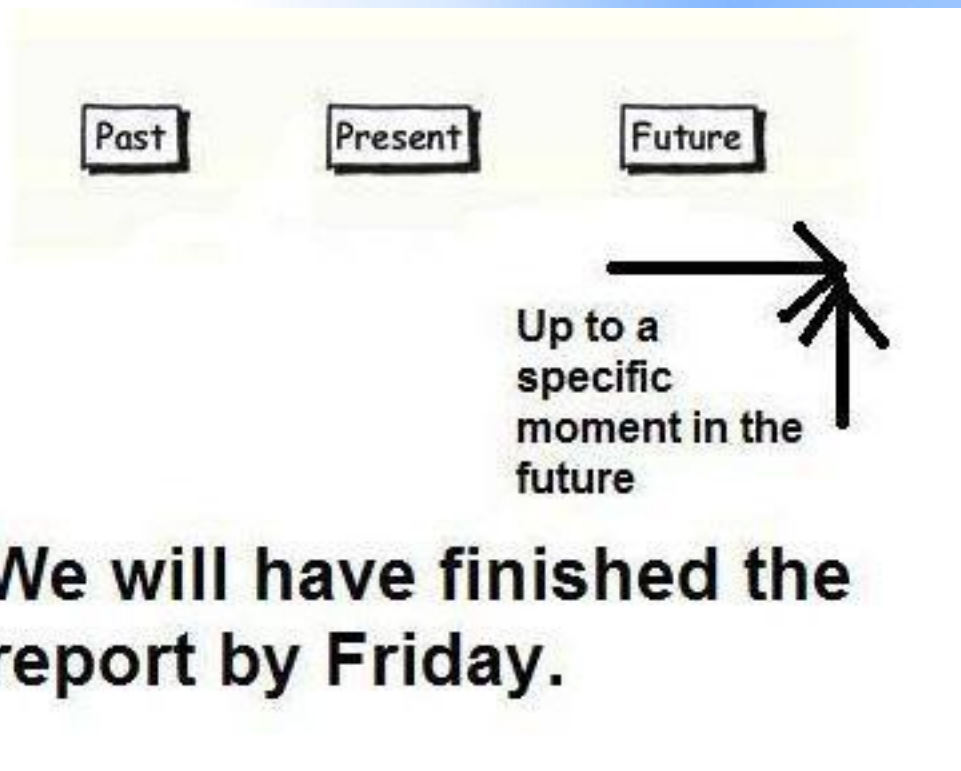 Past Present Future
Up to a
specific
moment in the
future
We will have finished the
report by Friday.